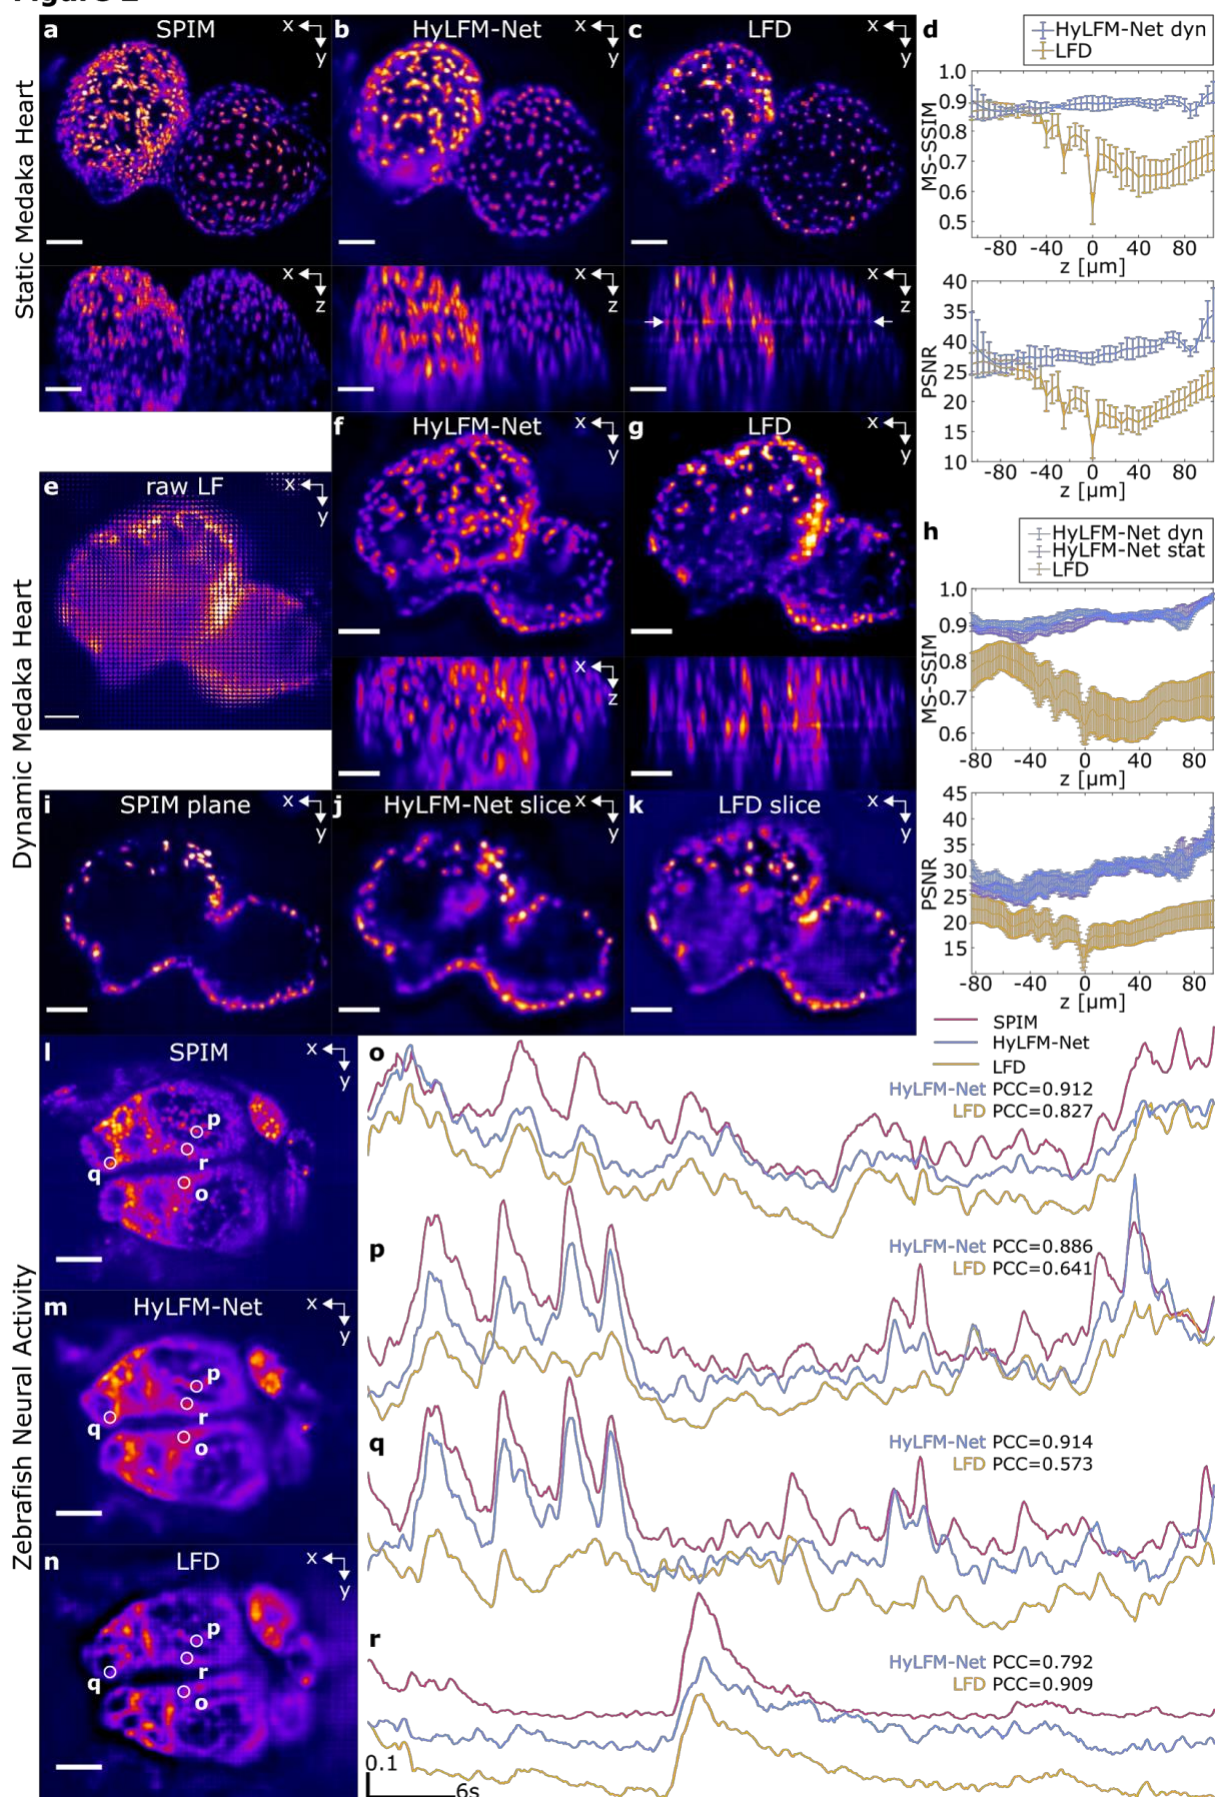 Figure 2
Static Medaka Heart
a SPIM x y
b HyLFM-Net x y
c LFD x y
x z
x z
x z
d
HyLFM-Net dyn
LFD
MS-SSIM
1.0
0.9
0.8
0.7
0.6
0.5
-80 -40 0 40 80
z [µm]
PSNR
40
35
40
25
20
15
10
-80 -40 0 40 80
z [µm]
Dynamic Medaka Heart
e raw LF x y
f HyLFM-Net x y
g LFD x y
x z
h
HyLFM-Net dyn
HyLFM-Net stat
LFD
MS-SSIM
1.0
0.9
0.8
0.7
0.6
-80 -40 0 40 80
z [µm]
PSNR
45
40
35
30
25
20
15
-80 -40 0 40 80
z [µm]
i SPIM plane x y
j HyLFM-Net slice x y
k LFD slice x y
Zebrafish Neural Activity
l SPIM x y
p
r
q
o
m HyLFM-Net x y
p
r
q
o
n LFD x y
p
r
q
o
SPIM
HyLFM-Net
LFD
o
HyLFM-Net PCC=0.912
LFD PCC=0.827
p
HyLFM-Net PCC=0.886
LFD PCC=0.641
q
HyLFM-Net PCC=0.914
LFD PCC=0.573
r
HyLFM-Net PCC=0.792
LFD PCC=0.909
0.1
6s